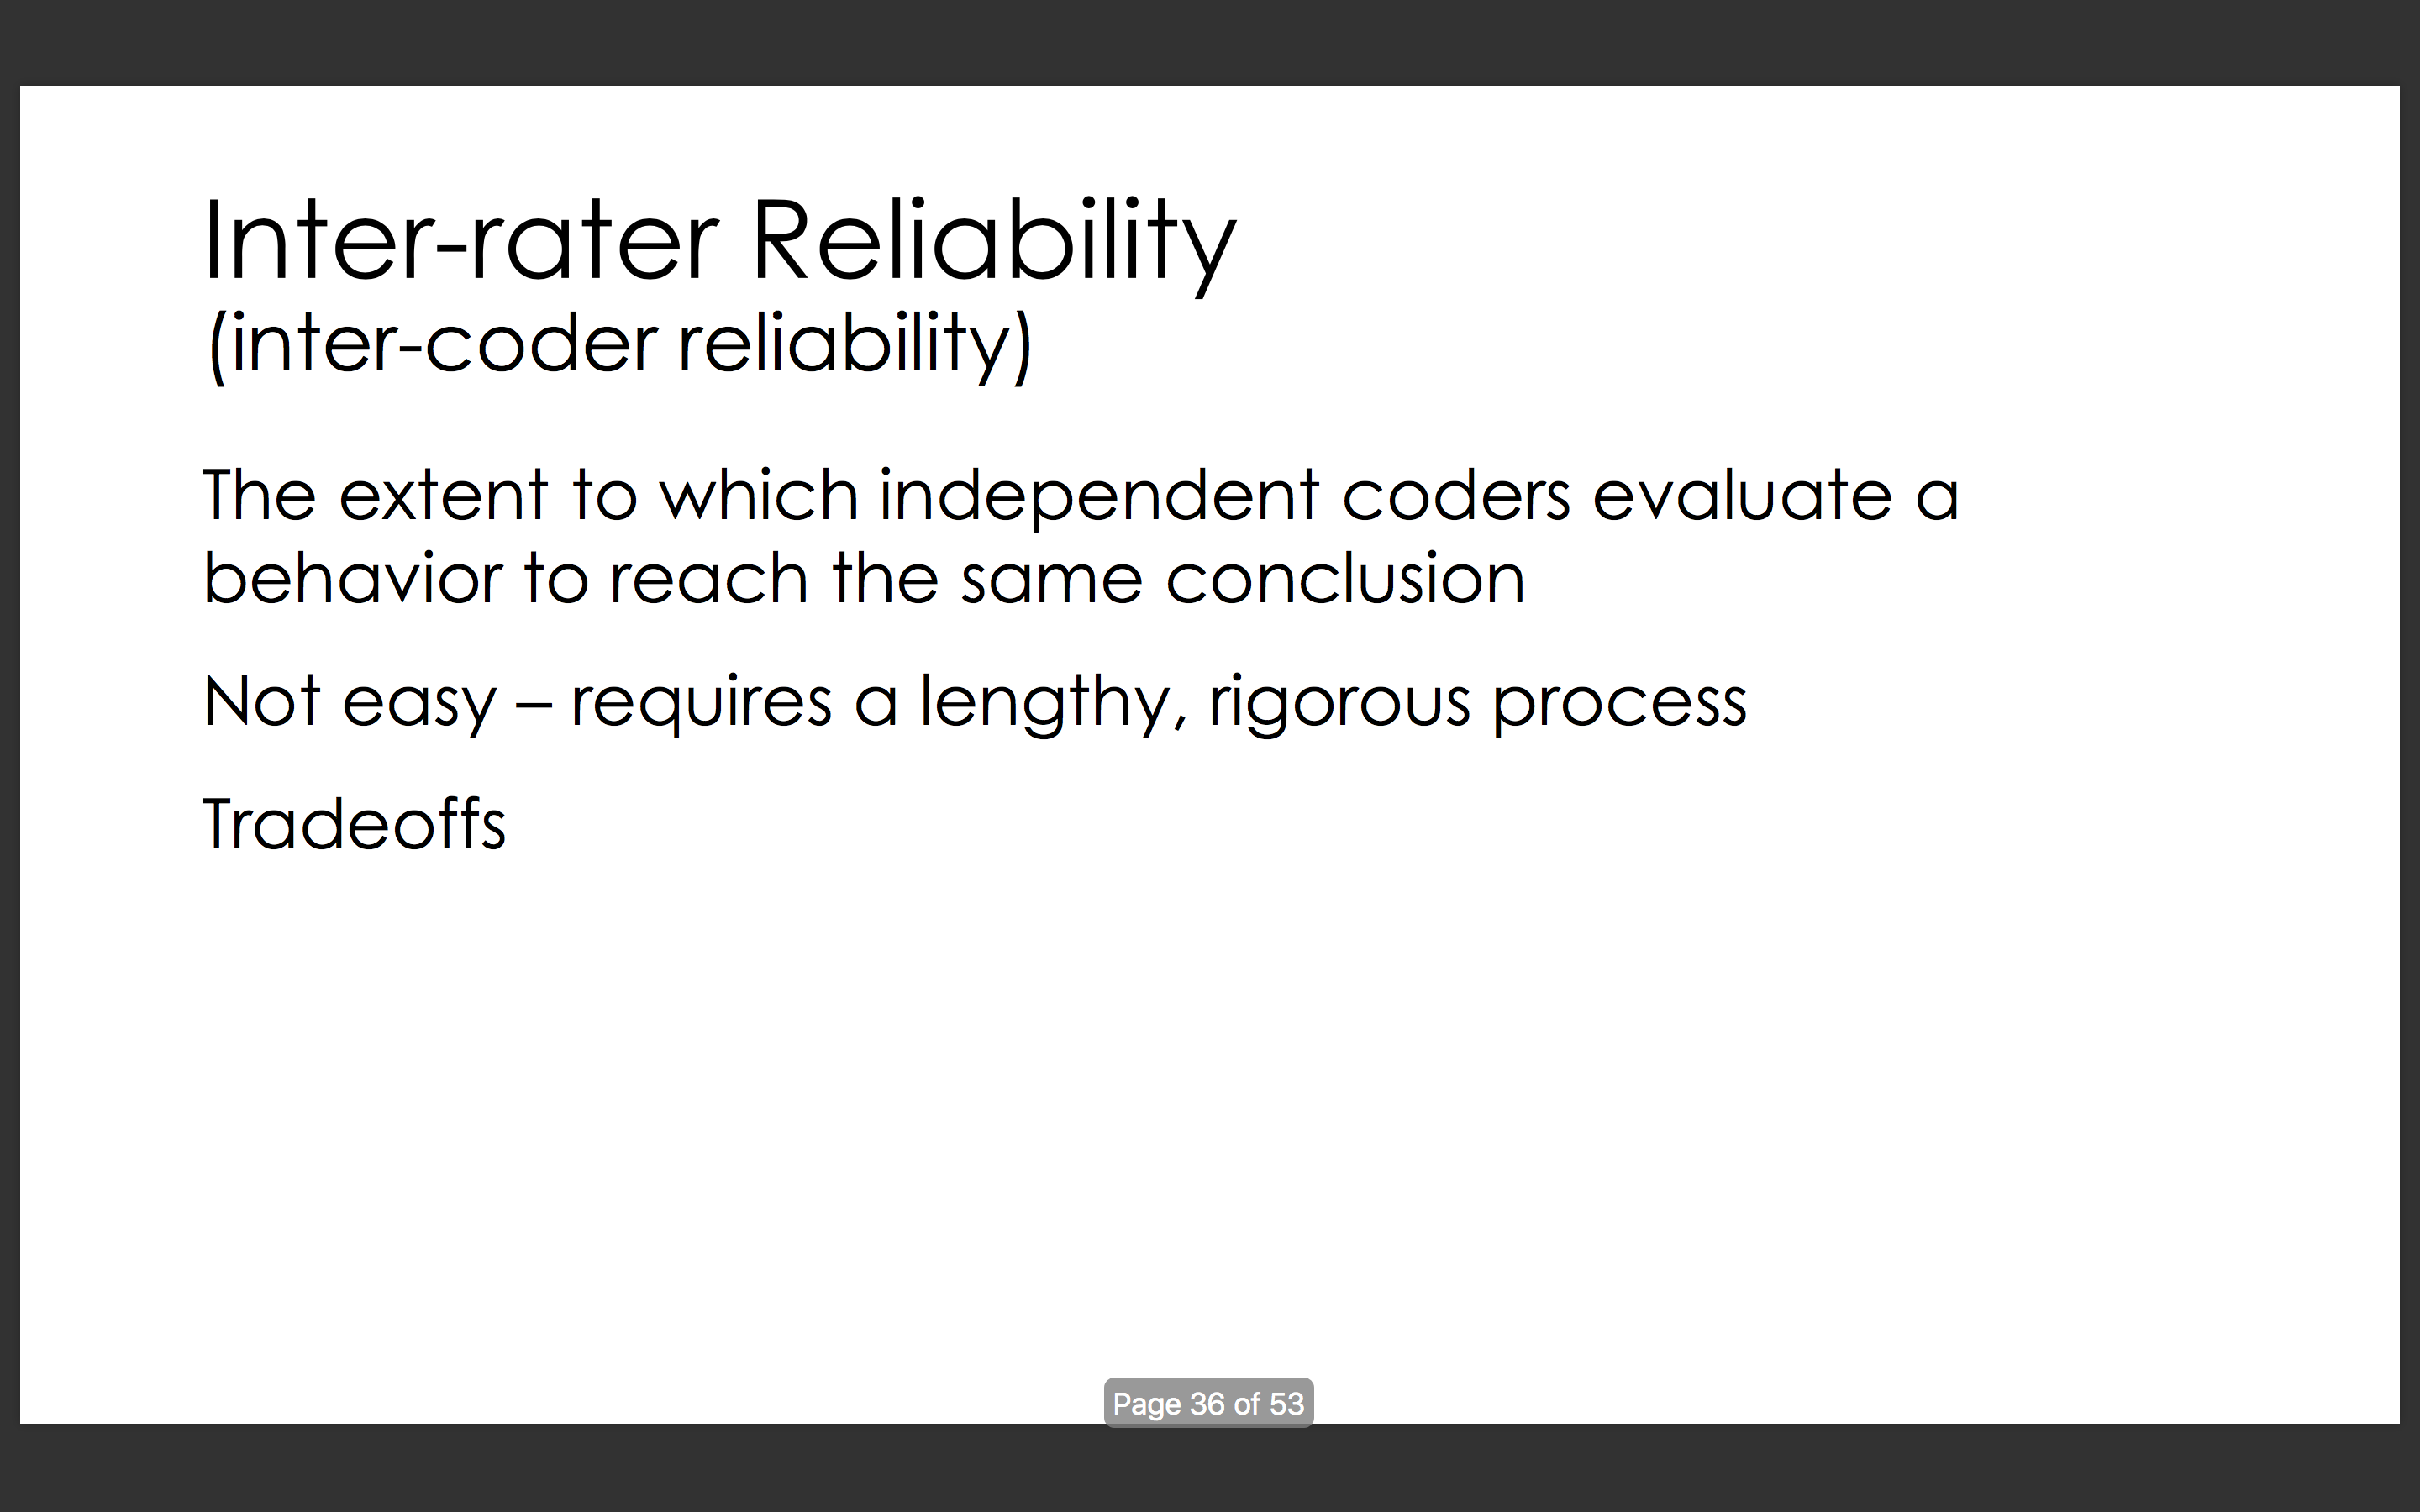 Inter-rater Reliability
(inter-coder reliability)
The extent to which independent coders evaluate a
behavior to reach the same conclusion
Not easy – requires a lengthy, rigorous process
Tradeoffs
Page 36 of 53